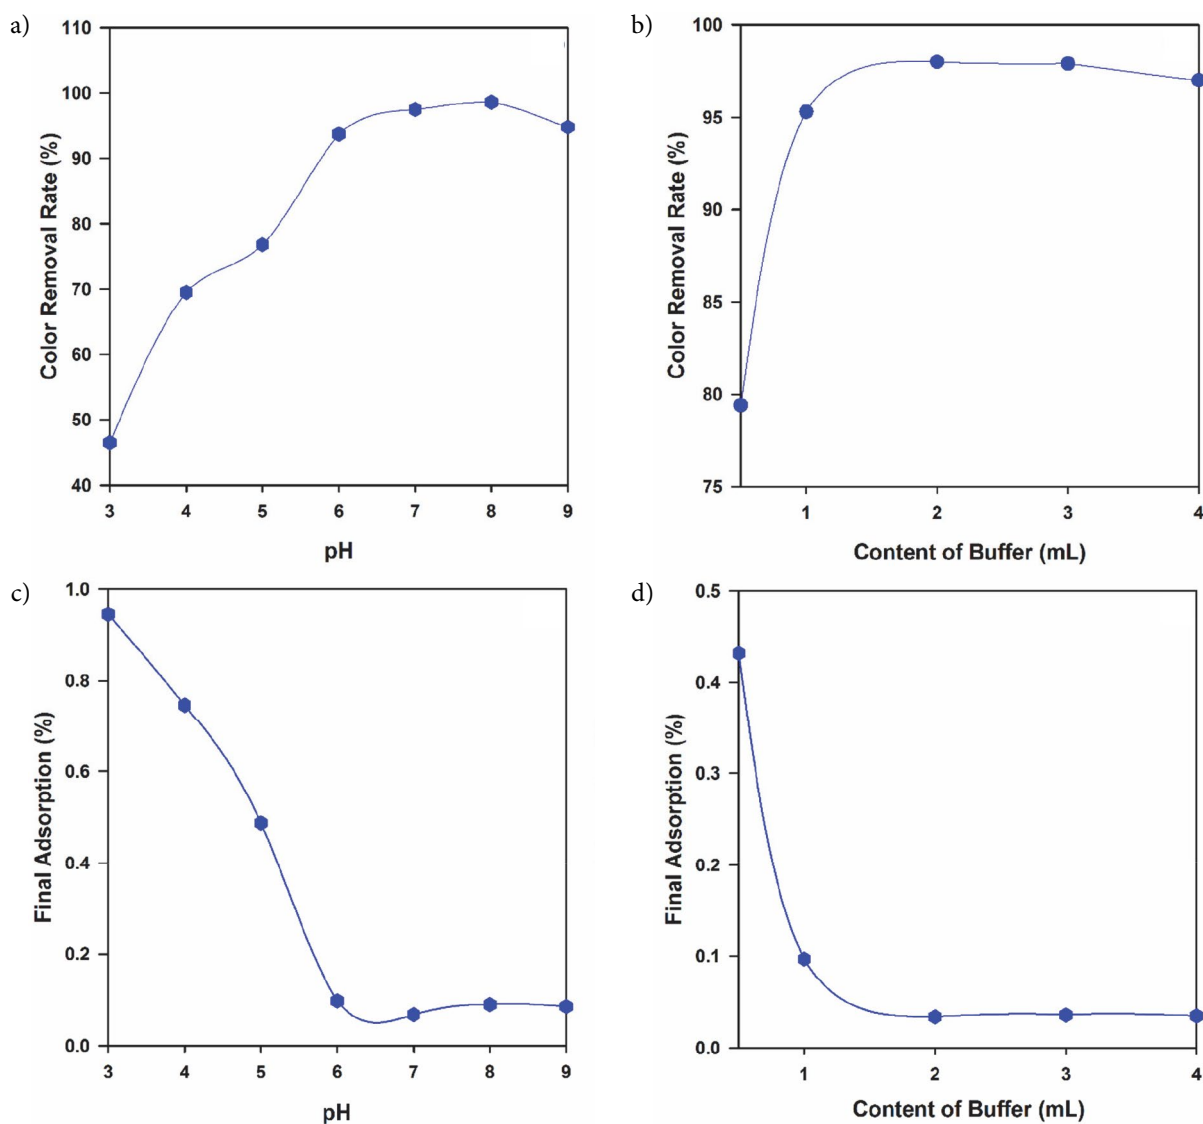 a)
110
100
90
80
70
60
50
40
Color Removal Rate (%)
3 4 5 6 7 8 9
pH
b)
100
95
90
85
80
75
Color Removal Rate (%)
1 2 3 4
Content of Buffer (mL)
c)
1.0
0.8
0.6
0.4
0.2
0.0
Final Adsorption (%)
3 4 5 6 7 8 9
pH
d)
0.5
0.4
0.3
0.2
0.1
0.0
Final Adsorption (%)
1 2 3 4
Content of Buffer (mL)